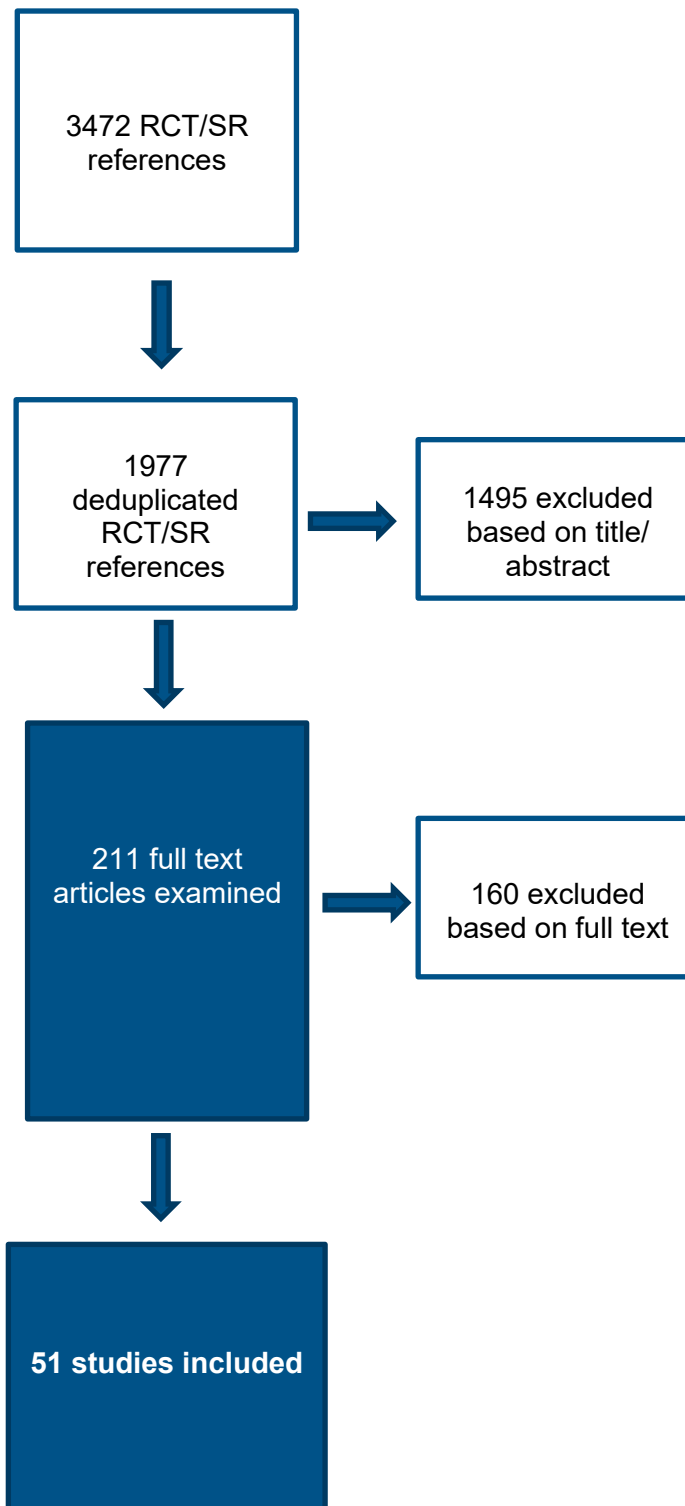 3472 RCT/SR
references
1977
deduplicated
RCT/SR
references
1495 excluded
based on title/
abstract
211 full text
articles examined
160 excluded
based on full text
51 studies included